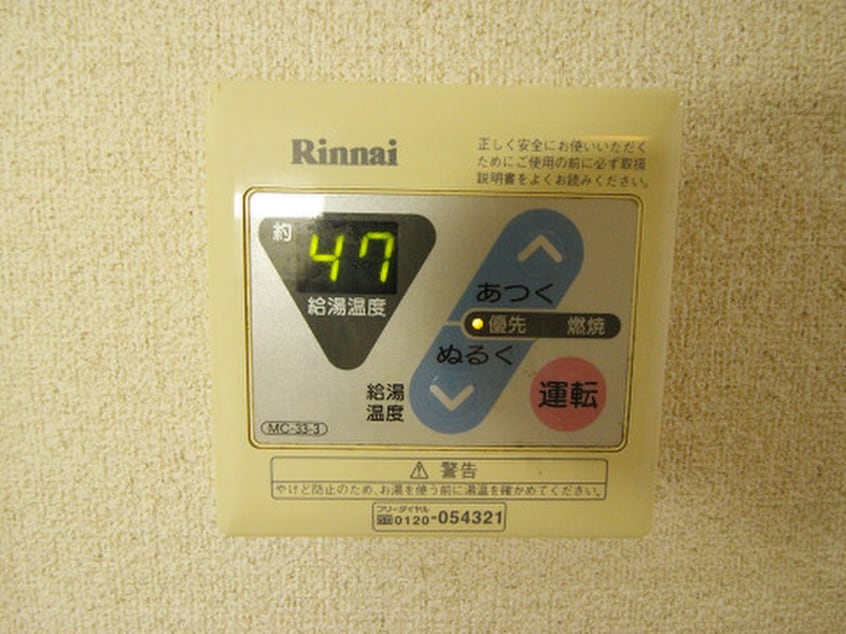 Rinnai
正しく安全にお使いいただく
ためにご使用の前に必ず取扱
説明書をよくお読みください。
約 47
給湯温度
あつく
優先 燃焼
ぬるく
給湯
温度
運転
MC-33-3
⚠ 警告
やけど防止のため、お湯を使う前に湯温を確かめてください。
フリーダイヤル
0120-054321